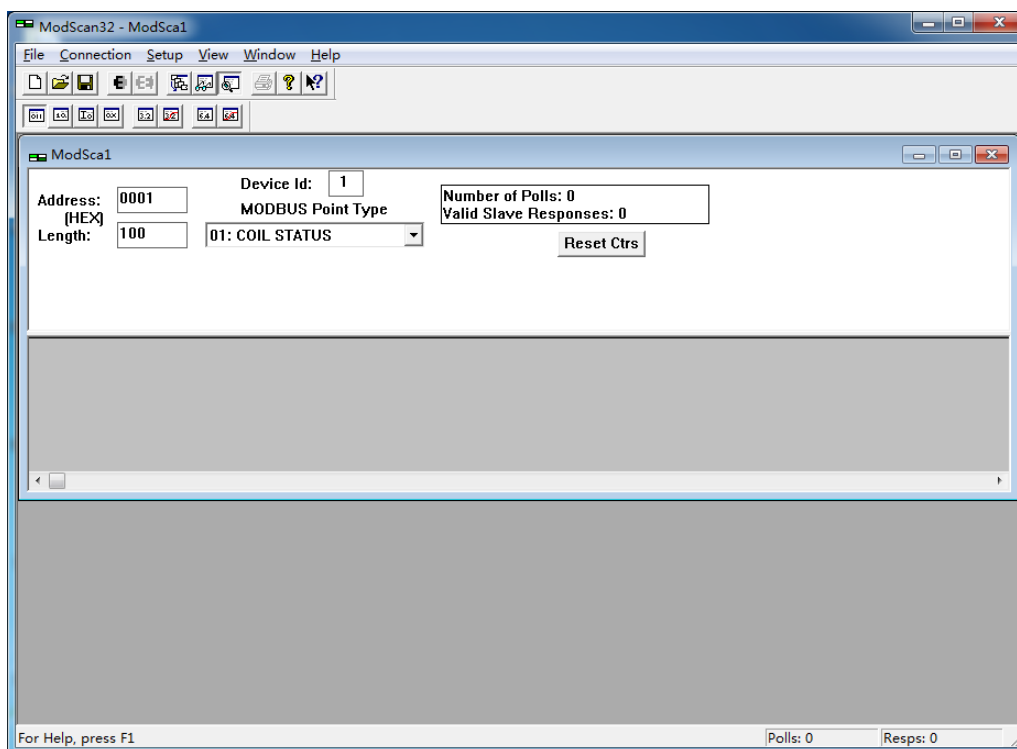 ModScan32 - ModSca1
File Connection Setup View Window Help
ModSca1
Address: 0001
(HEX)
Length: 100
Device Id: 1
MODBUS Point Type
01: COIL STATUS
Number of Polls: 0
Valid Slave Responses: 0
Reset Ctrs
For Help, press F1
Polls: 0
Resps: 0